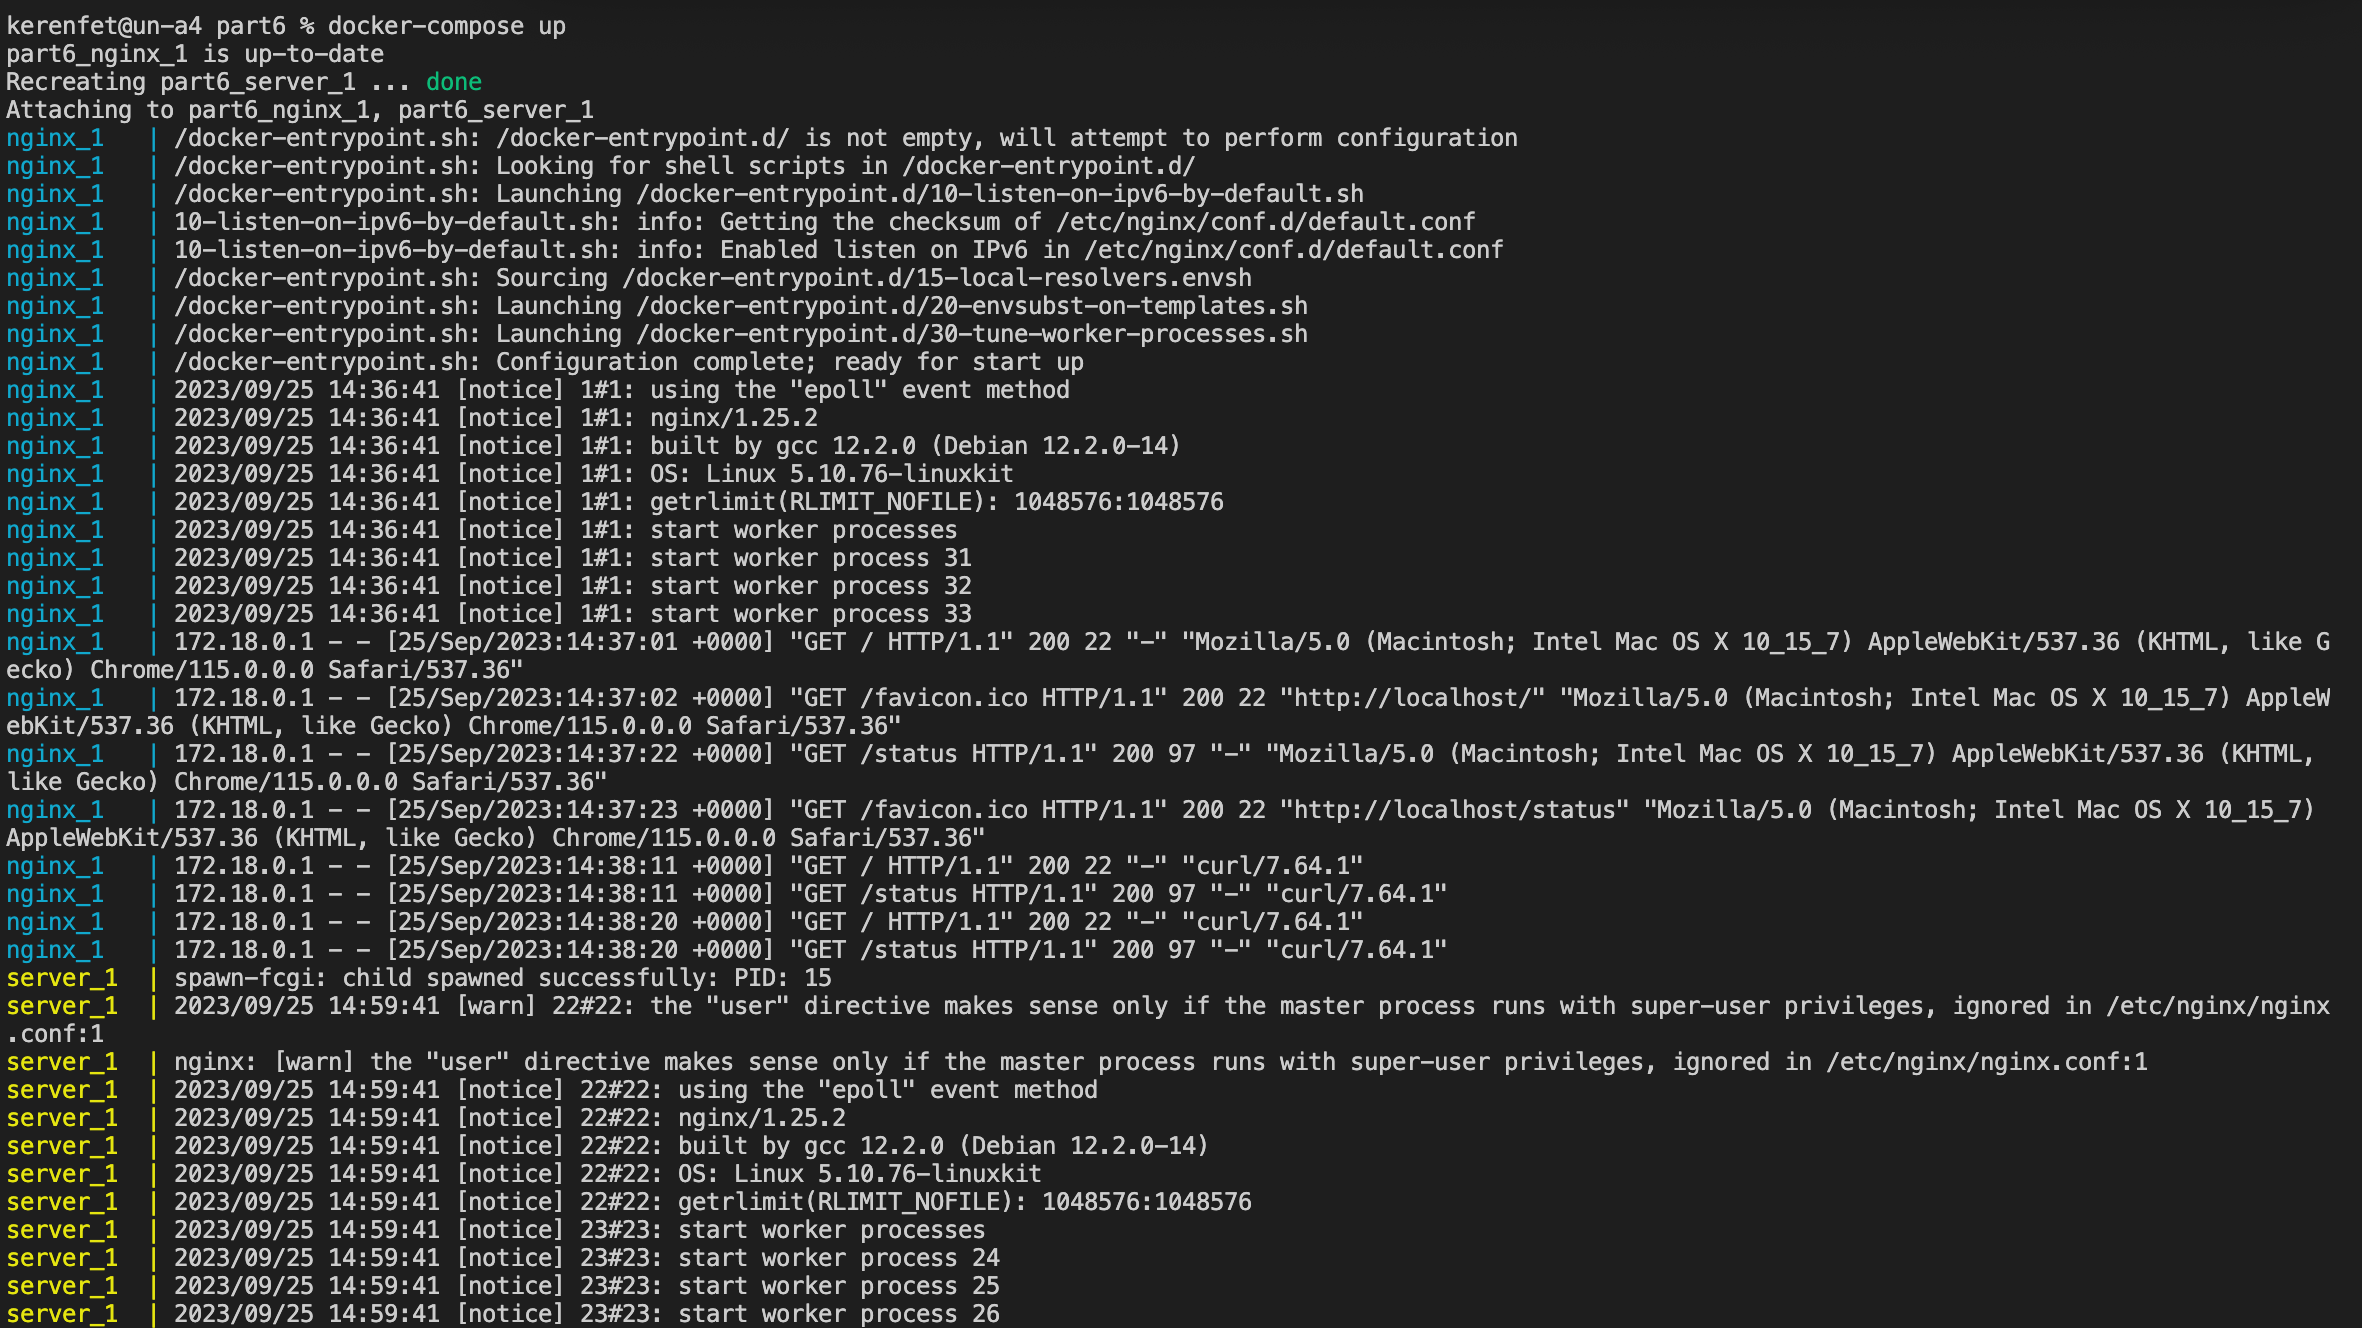 kerenfet@un-a4 part6 % docker-compose up
part6_nginx_1 is up-to-date
Recreating part6_server_1 ... done
Attaching to part6_nginx_1, part6_server_1
nginx_1   | /docker-entrypoint.sh: /docker-entrypoint.d/ is not empty, will attempt to perform configuration
nginx_1   | /docker-entrypoint.sh: Looking for shell scripts in /docker-entrypoint.d/
nginx_1   | /docker-entrypoint.sh: Launching /docker-entrypoint.d/10-listen-on-ipv6-by-default.sh
nginx_1   | 10-listen-on-ipv6-by-default.sh: info: Getting the checksum of /etc/nginx/conf.d/default.conf
nginx_1   | 10-listen-on-ipv6-by-default.sh: info: Enabled listen on IPv6 in /etc/nginx/conf.d/default.conf
nginx_1   | /docker-entrypoint.sh: Sourcing /docker-entrypoint.d/15-local-resolvers.envsh
nginx_1   | /docker-entrypoint.sh: Launching /docker-entrypoint.d/20-envsubst-on-templates.sh
nginx_1   | /docker-entrypoint.sh: Launching /docker-entrypoint.d/30-tune-worker-processes.sh
nginx_1   | /docker-entrypoint.sh: Configuration complete; ready for start up
nginx_1   | 2023/09/25 14:36:41 [notice] 1#1: using the "epoll" event method
nginx_1   | 2023/09/25 14:36:41 [notice] 1#1: nginx/1.25.2
nginx_1   | 2023/09/25 14:36:41 [notice] 1#1: built by gcc 12.2.0 (Debian 12.2.0-14)
nginx_1   | 2023/09/25 14:36:41 [notice] 1#1: OS: Linux 5.10.76-linuxkit
nginx_1   | 2023/09/25 14:36:41 [notice] 1#1: getrlimit(RLIMIT_NOFILE): 1048576:1048576
nginx_1   | 2023/09/25 14:36:41 [notice] 1#1: start worker processes
nginx_1   | 2023/09/25 14:36:41 [notice] 1#1: start worker process 31
nginx_1   | 2023/09/25 14:36:41 [notice] 1#1: start worker process 32
nginx_1   | 2023/09/25 14:36:41 [notice] 1#1: start worker process 33
nginx_1   | 172.18.0.1 - - [25/Sep/2023:14:37:01 +0000] "GET / HTTP/1.1" 200 22 "-" "Mozilla/5.0 (Macintosh; Intel Mac OS X 10_15_7) AppleWebKit/537.36 (KHTML, like G
ecko) Chrome/115.0.0.0 Safari/537.36"
nginx_1   | 172.18.0.1 - - [25/Sep/2023:14:37:02 +0000] "GET /favicon.ico HTTP/1.1" 200 22 "http://localhost/" "Mozilla/5.0 (Macintosh; Intel Mac OS X 10_15_7) AppleW
ebKit/537.36 (KHTML, like Gecko) Chrome/115.0.0.0 Safari/537.36"
nginx_1   | 172.18.0.1 - - [25/Sep/2023:14:37:22 +0000] "GET /status HTTP/1.1" 200 97 "-" "Mozilla/5.0 (Macintosh; Intel Mac OS X 10_15_7) AppleWebKit/537.36 (KHTML,
like Gecko) Chrome/115.0.0.0 Safari/537.36"
nginx_1   | 172.18.0.1 - - [25/Sep/2023:14:37:23 +0000] "GET /favicon.ico HTTP/1.1" 200 22 "http://localhost/status" "Mozilla/5.0 (Macintosh; Intel Mac OS X 10_15_7)
AppleWebKit/537.36 (KHTML, like Gecko) Chrome/115.0.0.0 Safari/537.36"
nginx_1   | 172.18.0.1 - - [25/Sep/2023:14:38:11 +0000] "GET / HTTP/1.1" 200 22 "-" "curl/7.64.1"
nginx_1   | 172.18.0.1 - - [25/Sep/2023:14:38:11 +0000] "GET /status HTTP/1.1" 200 97 "-" "curl/7.64.1"
nginx_1   | 172.18.0.1 - - [25/Sep/2023:14:38:20 +0000] "GET / HTTP/1.1" 200 22 "-" "curl/7.64.1"
nginx_1   | 172.18.0.1 - - [25/Sep/2023:14:38:20 +0000] "GET /status HTTP/1.1" 200 97 "-" "curl/7.64.1"
server_1  | spawn-fcgi: child spawned successfully: PID: 15
server_1  | 2023/09/25 14:59:41 [warn] 22#22: the "user" directive makes sense only if the master process runs with super-user privileges, ignored in /etc/nginx/nginx
.conf:1
server_1  | nginx: [warn] the "user" directive makes sense only if the master process runs with super-user privileges, ignored in /etc/nginx/nginx.conf:1
server_1  | 2023/09/25 14:59:41 [notice] 22#22: using the "epoll" event method
server_1  | 2023/09/25 14:59:41 [notice] 22#22: nginx/1.25.2
server_1  | 2023/09/25 14:59:41 [notice] 22#22: built by gcc 12.2.0 (Debian 12.2.0-14)
server_1  | 2023/09/25 14:59:41 [notice] 22#22: OS: Linux 5.10.76-linuxkit
server_1  | 2023/09/25 14:59:41 [notice] 22#22: getrlimit(RLIMIT_NOFILE): 1048576:1048576
server_1  | 2023/09/25 14:59:41 [notice] 23#23: start worker processes
server_1  | 2023/09/25 14:59:41 [notice] 23#23: start worker process 24
server_1  | 2023/09/25 14:59:41 [notice] 23#23: start worker process 25
server_1  | 2023/09/25 14:59:41 [notice] 23#23: start worker process 26